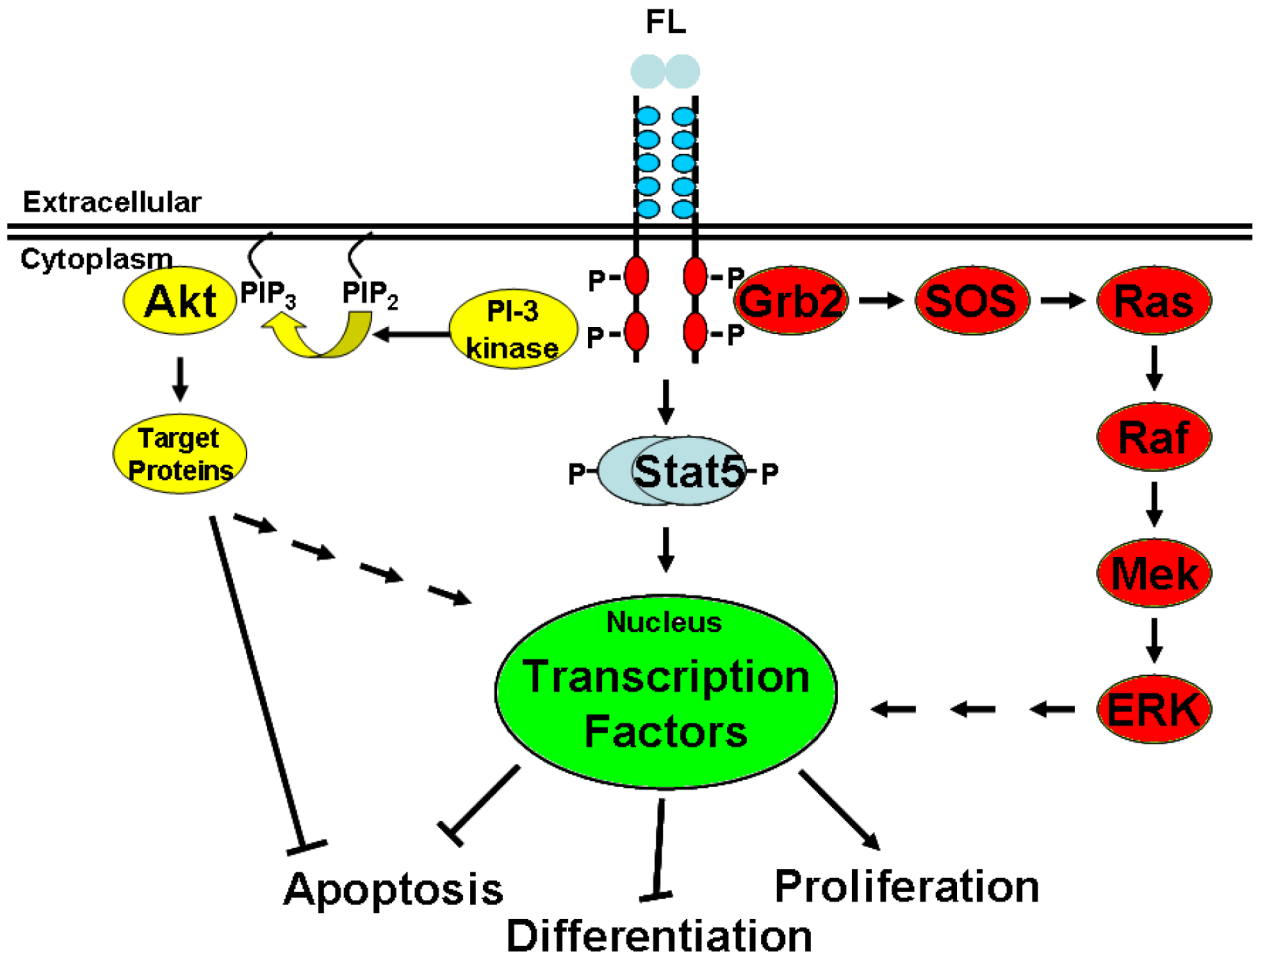 FL
Extracellular
Cytoplasm
Akt
PIP3
PIP2
PI-3
kinase
P
P
P
P
Grb2
SOS
Ras
Target
Proteins
P
Stat5
P
Raf
Mek
ERK
Nucleus
Transcription
Factors
Apoptosis
Differentiation
Proliferation